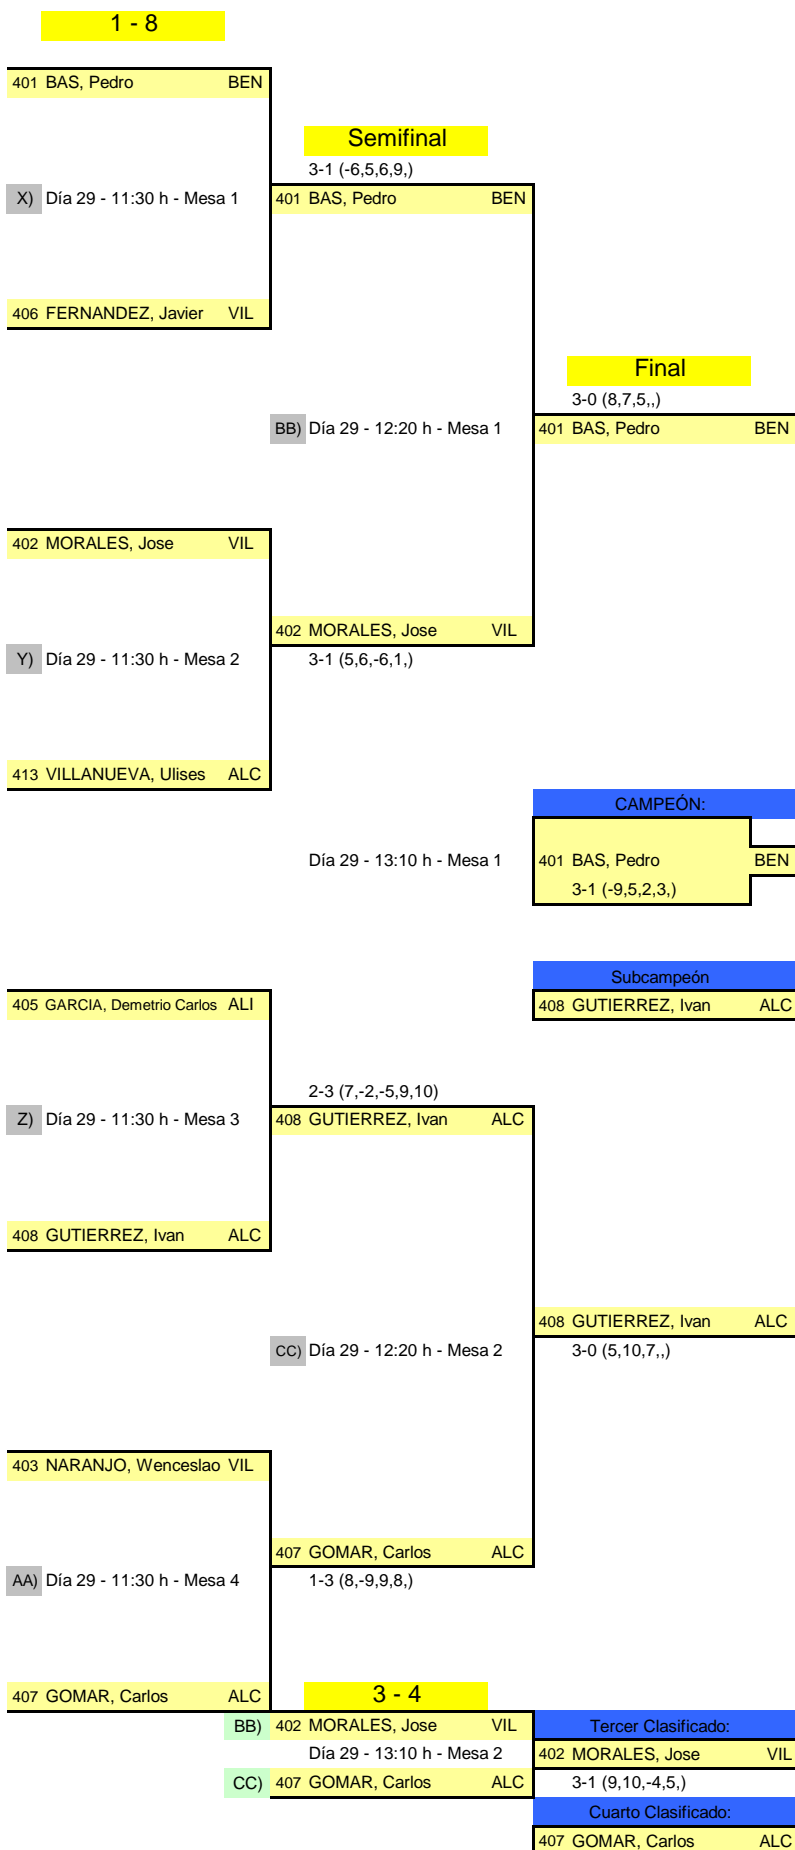 1 - 8
401 BAS, Pedro BEN
Semifinal
3-1 (-6,5,6,9,)
X) Día 29 - 11:30 h - Mesa 1
401 BAS, Pedro BEN
406 FERNANDEZ, Javier VIL
Final
3-0 (8,7,5,,)
BB) Día 29 - 12:20 h - Mesa 1
401 BAS, Pedro BEN
402 MORALES, Jose VIL
402 MORALES, Jose VIL
Y) Día 29 - 11:30 h - Mesa 2
3-1 (5,6,-6,1,)
413 VILLANUEVA, Ulises ALC
CAMPEÓN:
Día 29 - 13:10 h - Mesa 1
401 BAS, Pedro BEN
3-1 (-9,5,2,3,)
Subcampeón
405 GARCIA, Demetrio Carlos ALI
408 GUTIERREZ, Ivan ALC
2-3 (7,-2,-5,9,10)
Z) Día 29 - 11:30 h - Mesa 3
408 GUTIERREZ, Ivan ALC
408 GUTIERREZ, Ivan ALC
408 GUTIERREZ, Ivan ALC
CC) Día 29 - 12:20 h - Mesa 2
3-0 (5,10,7,,)
403 NARANJO, Wenceslao VIL
407 GOMAR, Carlos ALC
AA) Día 29 - 11:30 h - Mesa 4
1-3 (8,-9,9,8,)
407 GOMAR, Carlos ALC
3 - 4
BB) 402 MORALES, Jose VIL
Tercer Clasificado:
Día 29 - 13:10 h - Mesa 2
402 MORALES, Jose VIL
CC) 407 GOMAR, Carlos ALC
3-1 (9,10,-4,5,)
Cuarto Clasificado:
407 GOMAR, Carlos ALC